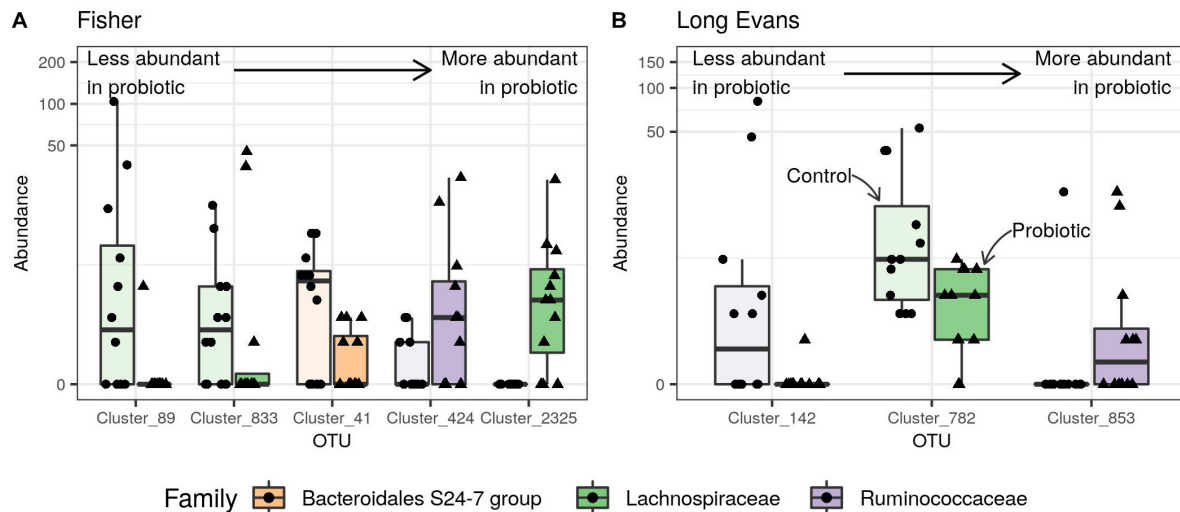 A
Fisher
Less abundant
in probiotic
More abundant
in probiotic
200
100
50
0
Abundance
Cluster_89
Cluster_833
Cluster_41
Cluster_424
Cluster_2325
OTU
B
Long Evans
Less abundant
in probiotic
More abundant
in probiotic
150
100
50
0
Abundance
Control
Probiotic
Cluster_142
Cluster_782
Cluster_853
OTU
Family
Bacteroidales S24-7 group
Lachnospiraceae
Ruminococcaceae